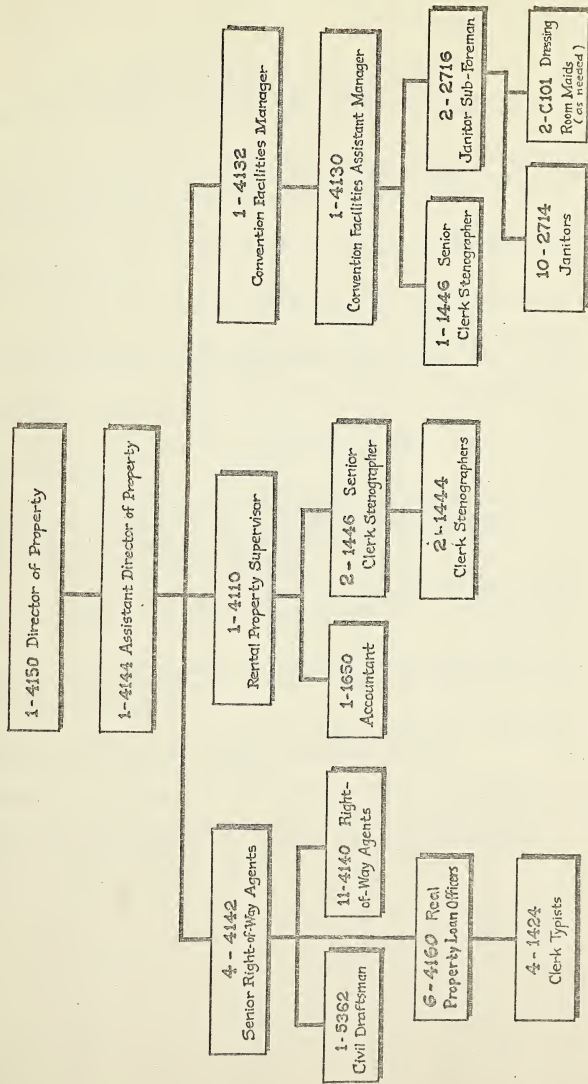 1-4150 Director of Property
1-4144 Assistant Director of Property
4-4142
Senior Right-of-Way Agents
1-5362
Civil Draftsman
11-4140 Right-
of-Way Agents
6-4160 Real
Property Loan Officers
4-1424
Clerk Typists
1-4110
Rental Property Supervisor
1-1650
Accountant
2-1446 Senior
Clerk Stenographer
2-1444
Clerk Stenographers
1-4132
Convention Facilities Manager
1-4130
Convention Facilities Assistant Manager
1-1446 Senior
Clerk Stenographer
2-2716
Janitor Sub-Foreman
10-2714
Janitors
2-C101 Dressing
Room Maids
(as needed)